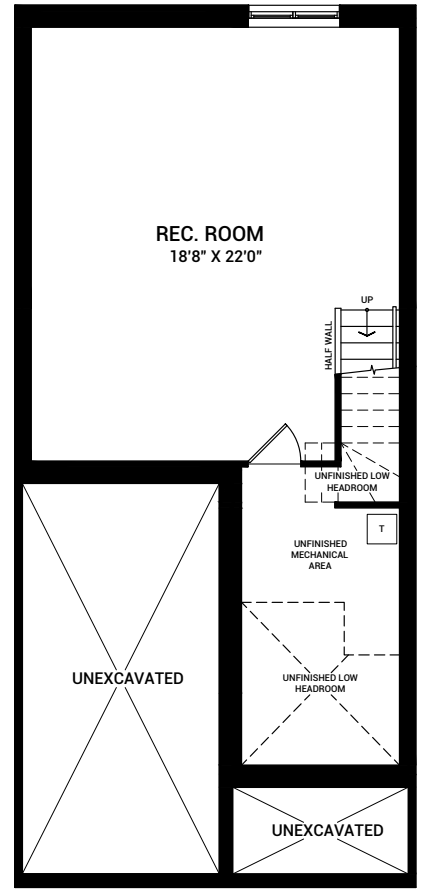 REC. ROOM
18'8" X 22'0"
UP
HALF WALL
UNFINISHED LOW
HEADROOM
T
UNFINISHED
MECHANICAL
AREA
UNEXCAVATED
UNFINISHED LOW
HEADROOM
UNEXCAVATED